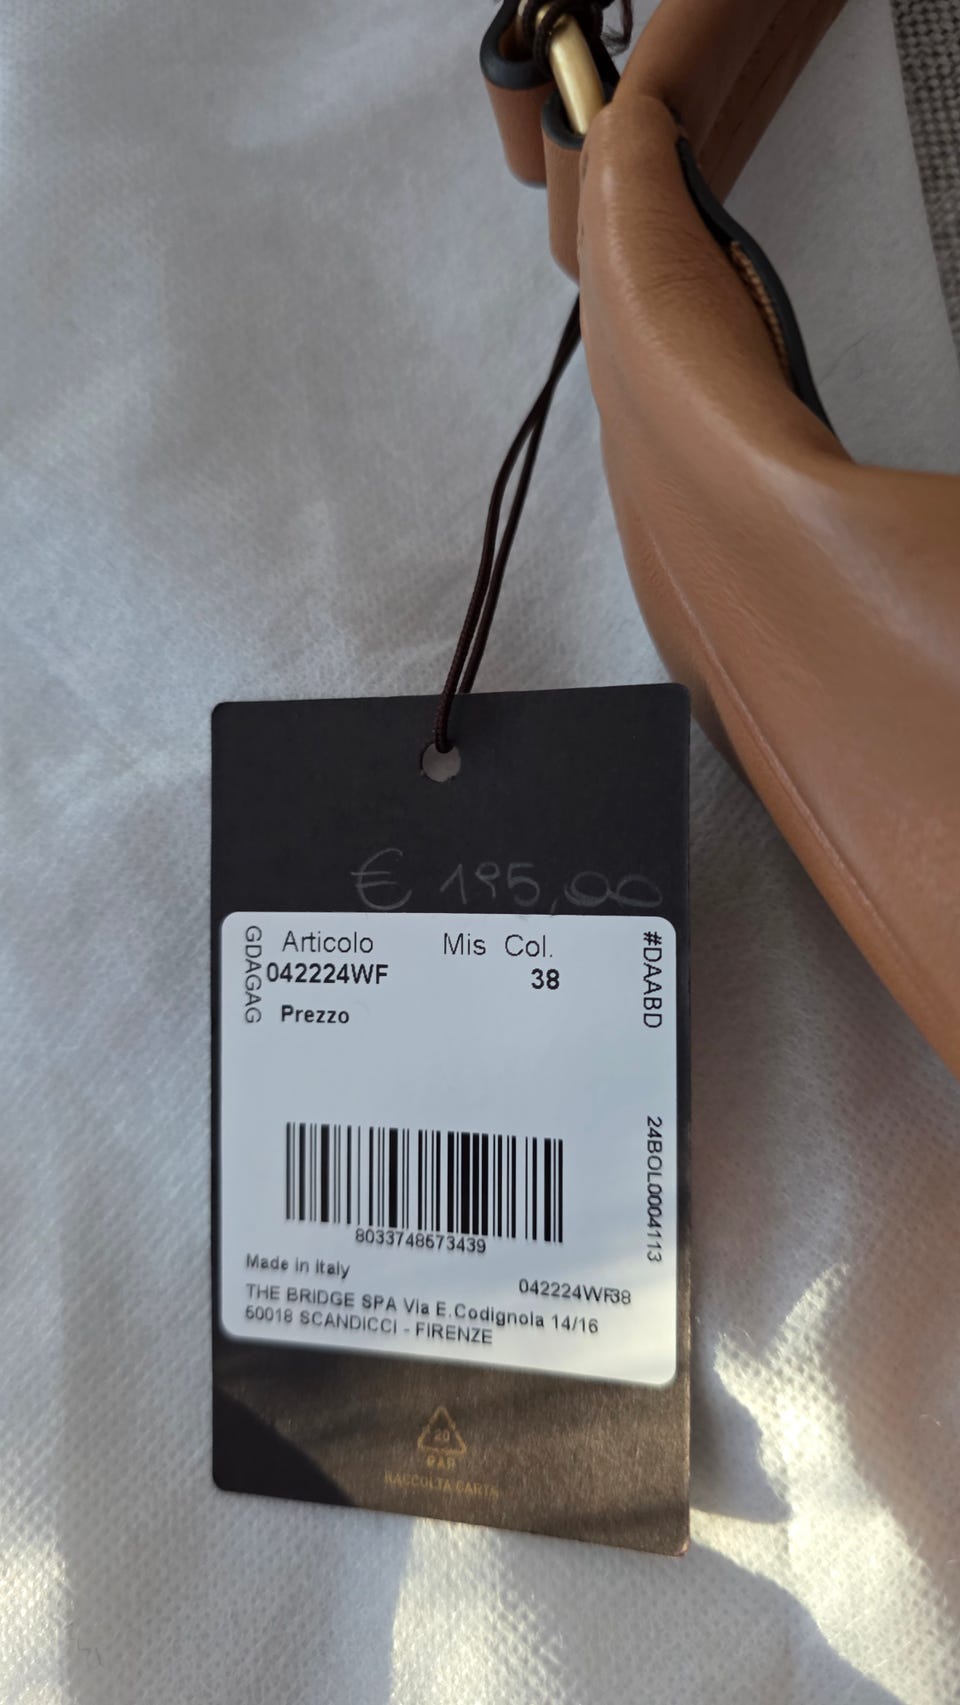 € 195,00
GDAGAG
Articolo Mis Col.
042224WF 38
Prezzo
#DAABD
24BOL0004113
8033748573439
Made in Italy
042224WF38
THE BRIDGE SPA Via E.Codignola 14/16
50018 SCANDICCI - FIRENZE
20
PAP
RACCOLTA CARTA